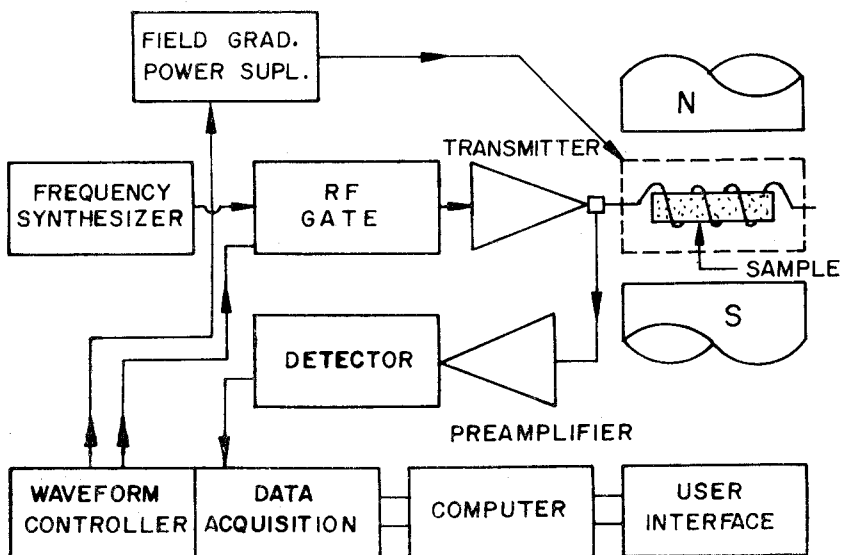 FIELD GRAD.
POWER SUPL.
N
TRANSMITTER
FREQUENCY
SYNTHESIZER
RF
GATE
SAMPLE
S
DETECTOR
PREAMPLIFIER
WAVEFORM
CONTROLLER
DATA
ACQUISITION
COMPUTER
USER
INTERFACE